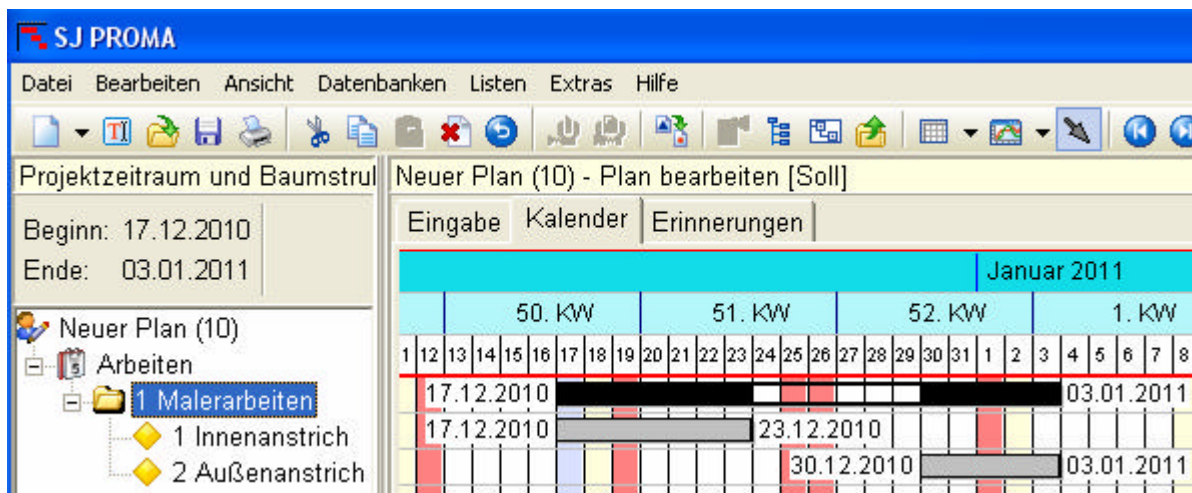 SJ PROMA
Datei Bearbeiten Ansicht Datenbanken Listen Extras Hilfe
Projektzeitraum und Baumstruk
Beginn: 17.12.2010
Ende: 03.01.2011
Neuer Plan (10)
Arbeiten
1 Malerarbeiten
1 Innenanstrich
2 Außenanstrich
Neuer Plan (10) - Plan bearbeiten [Soll]
Eingabe Kalender Erinnerungen
Januar 2011
50. KW 51. KW 52. KW 1. KW
1 12 13 14 15 16 17 18 19 20 21 22 23 24 25 26 27 28 29 30 31 1 2 3 4 5 6 7 8
17.12.2010 03.01.2011
17.12.2010 23.12.2010
30.12.2010 03.01.2011